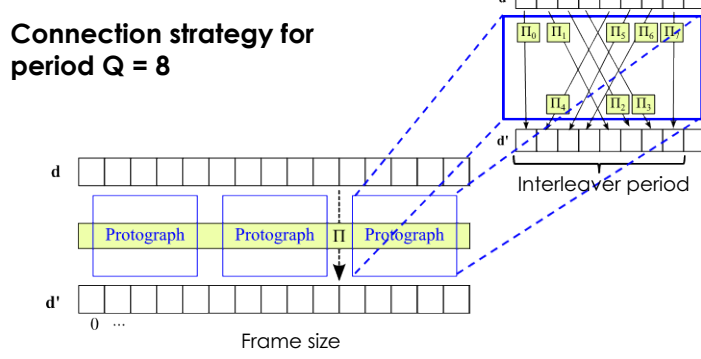 Connection strategy for
period Q = 8
d
Π0 Π1 Π5 Π6 Π7
Π4 Π2 Π3
d'
Interleaver period
d
Protograph Protograph Π Protograph
d'
0 ...
Frame size